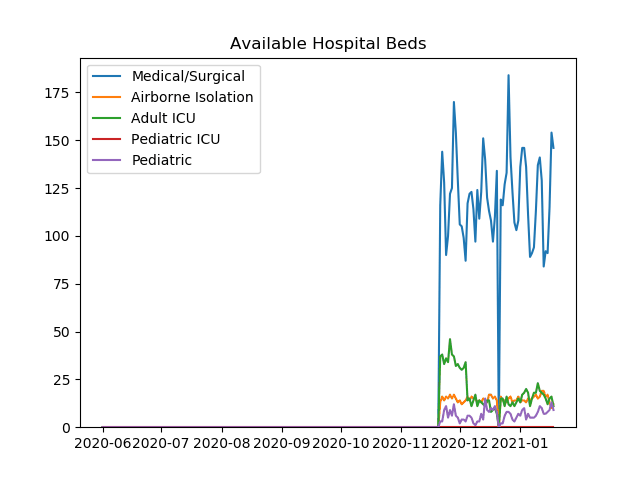 Available Hospital Beds
Medical/Surgical
Airborne Isolation
Adult ICU
Pediatric ICU
Pediatric
175
150
125
100
75
50
25
0
2020-06 2020-07 2020-08 2020-09 2020-10 2020-11 2020-12 2021-01